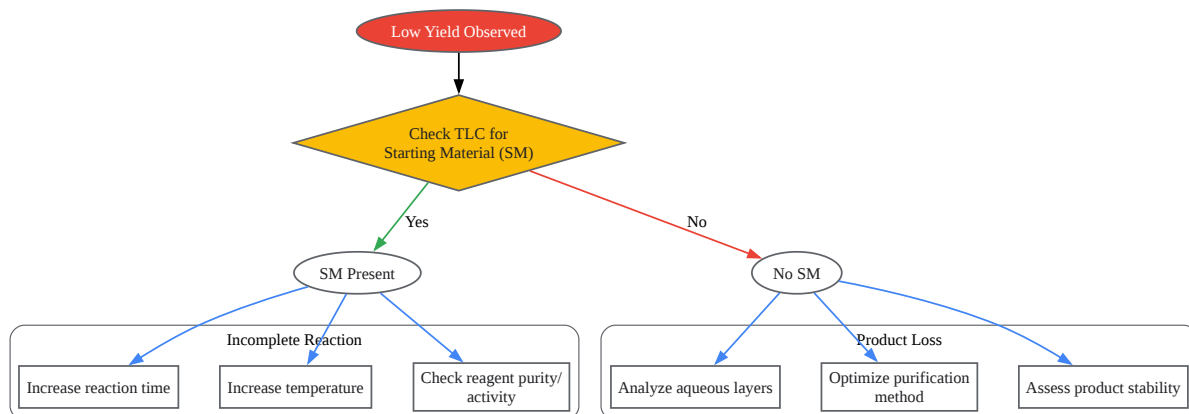 Low Yield Observed
Check TLC for
Starting Material (SM)
Yes
No
SM Present
No SM
Incomplete Reaction
Product Loss
Increase reaction time
Increase temperature
Check reagent purity/
activity
Analyze aqueous layers
Optimize purification
method
Assess product stability